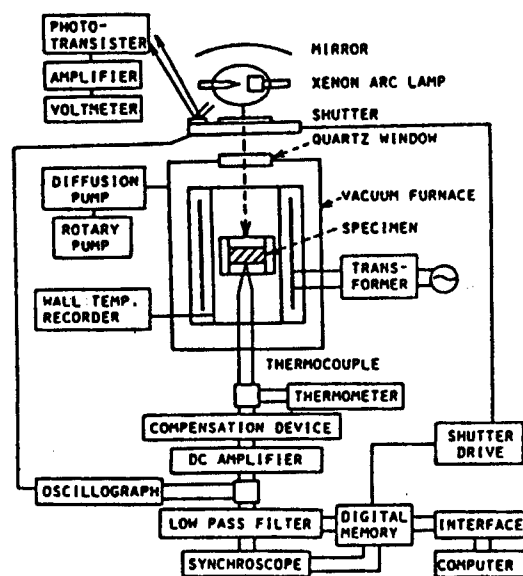 PHOTO-
TRANSISTER
AMPLIFIER
VOLTMETER
MIRROR
XENON ARC LAMP
SHUTTER
QUARTZ WINDOW
DIFFUSION
PUMP
ROTARY
PUMP
VACUUM FURNACE
SPECIMEN
TRANS-
FORMER
WALL TEMP.
RECORDER
THERMOCOUPLE
THERMOMETER
COMPENSATION DEVICE
DC AMPLIFIER
SHUTTER
DRIVE
OSCILLOGRAPH
LOW PASS FILTER
DIGITAL
MEMORY
INTERFACE
SYNCHROSCOPE
COMPUTER